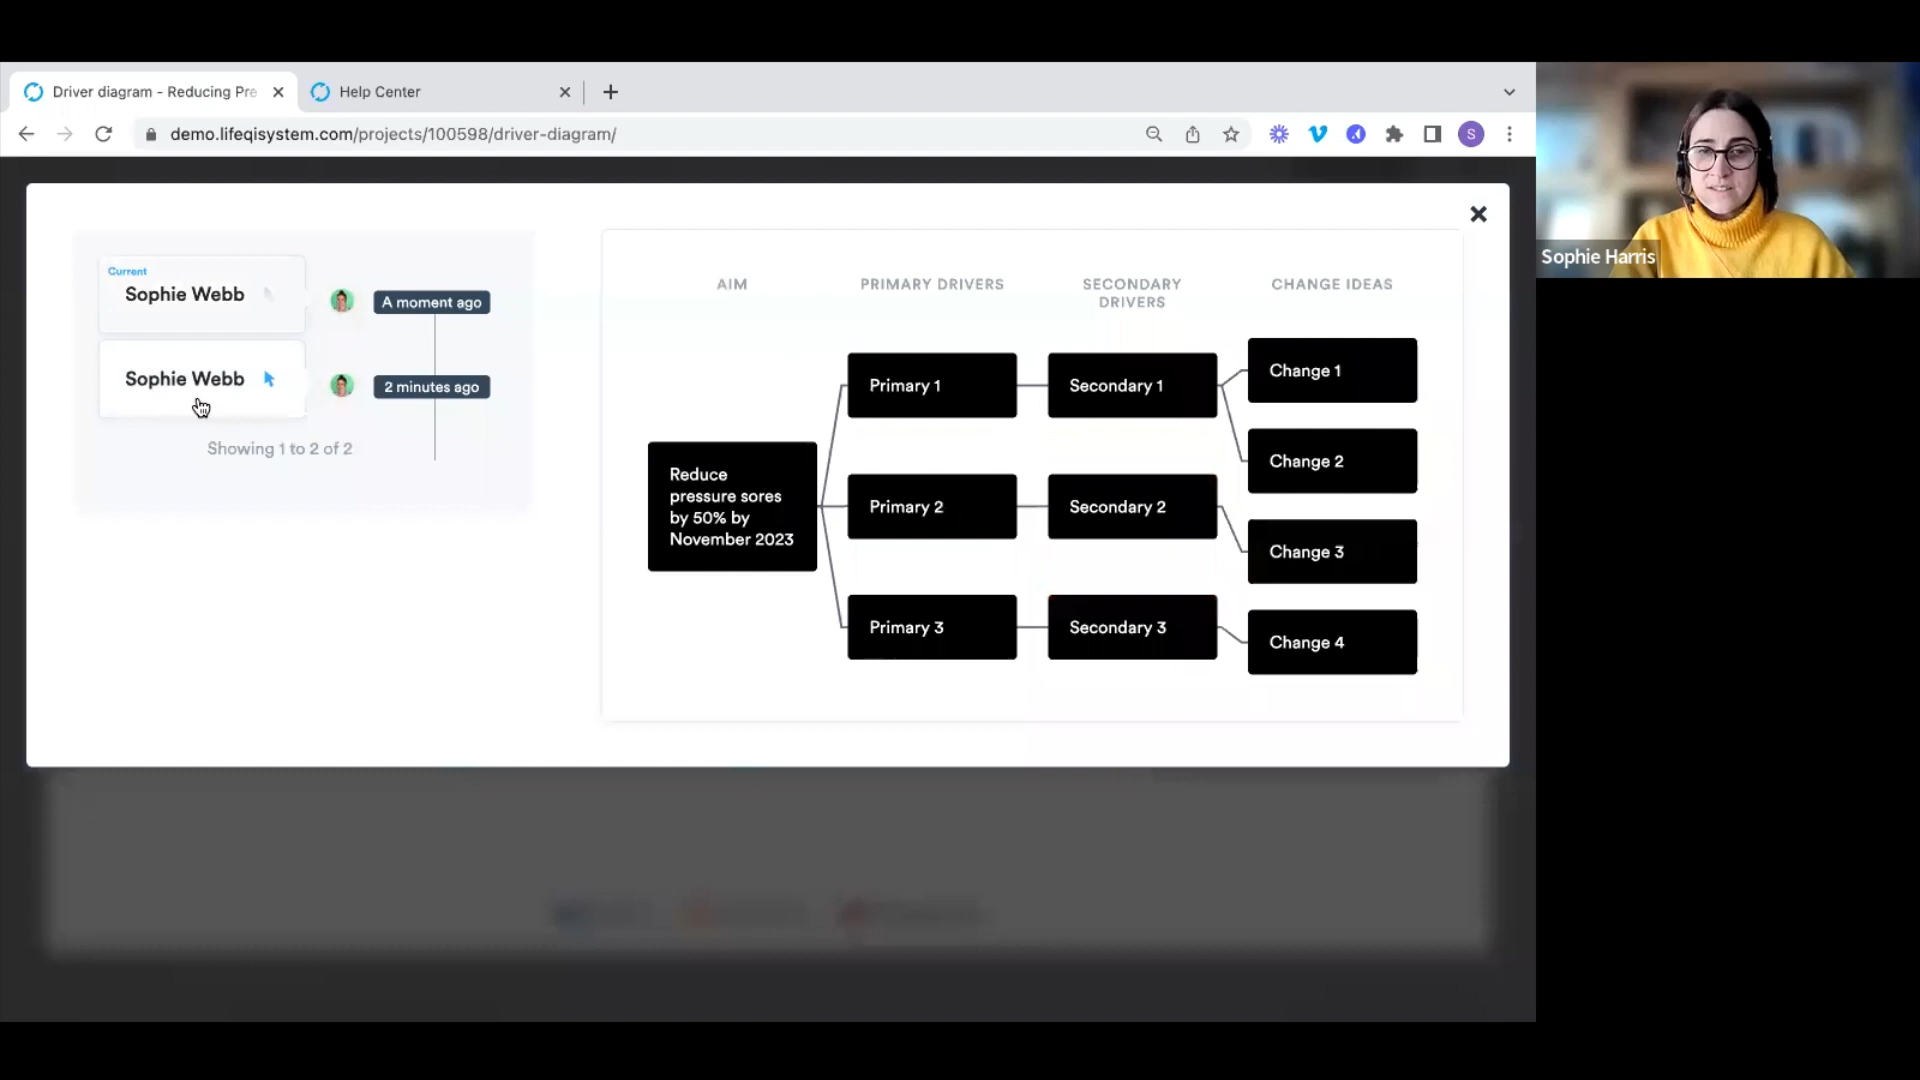 Driver diagram - Reducing Pre
Help Center
demo.lifeqisystem.com/projects/100598/driver-diagram/
S
Sophie Harris
Current
Sophie Webb
A moment ago
Sophie Webb
2 minutes ago
Showing 1 to 2 of 2
AIM
PRIMARY DRIVERS
SECONDARY
DRIVERS
CHANGE IDEAS
Reduce
pressure sores
by 50% by
November 2023
Primary 1
Primary 2
Primary 3
Secondary 1
Secondary 2
Secondary 3
Change 1
Change 2
Change 3
Change 4